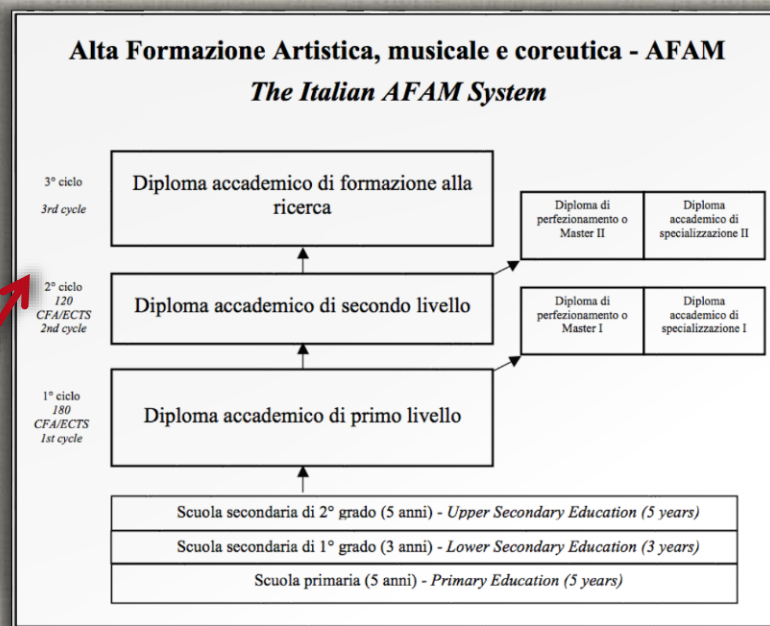 Alta Formazione Artistica, musicale e coreutica - AFAM
The Italian AFAM System
3° ciclo
3rd cycle
Diploma accademico di formazione alla
ricerca
Diploma di
perfezionamento o
Master II
Diploma
accademico di
specializzazione II
2° ciclo
120
CFA/ECTS
2nd cycle
Diploma accademico di secondo livello
Diploma di
perfezionamento o
Master I
Diploma
accademico di
specializzazione I
1° ciclo
180
CFA/ECTS
1st cycle
Diploma accademico di primo livello
Scuola secondaria di 2° grado (5 anni) - Upper Secondary Education (5 years)
Scuola secondaria di 1° grado (3 anni) - Lower Secondary Education (3 years)
Scuola primaria (5 anni) - Primary Education (5 years)